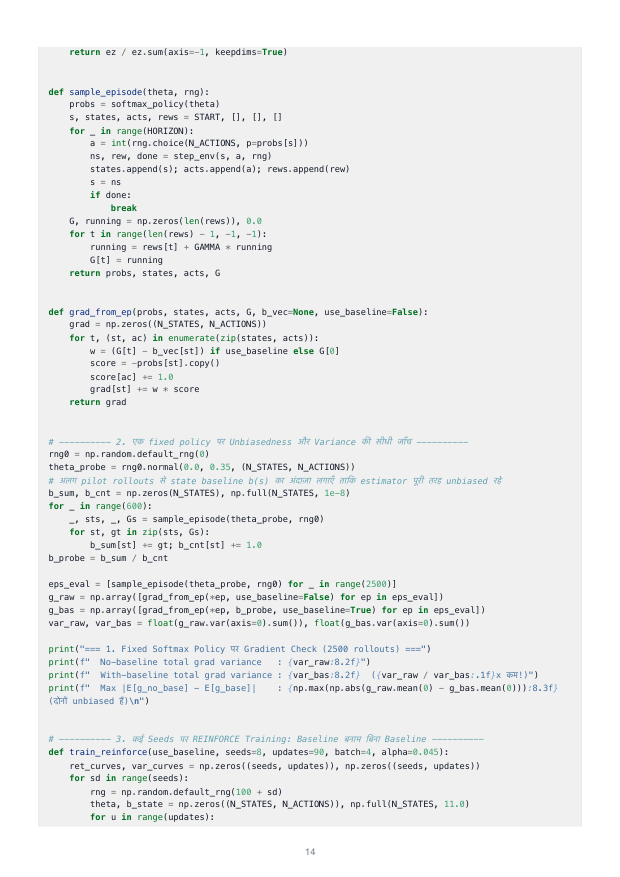 return ez / ez.sum(axis=-1, keepdims=True)
def sample_episode(theta, rng):
    probs = softmax_policy(theta)
    s, states, acts, rews = START, [], [], []
    for _ in range(HORIZON):
        a = int(rng.choice(N_ACTIONS, p=probs[s]))
        ns, rew, done = step_env(s, a, rng)
        states.append(s); acts.append(a); rews.append(rew)
        s = ns
        if done:
            break
    G, running = np.zeros(len(rews)), 0.0
    for t in range(len(rews) - 1, -1, -1):
        running = rews[t] + GAMMA * running
        G[t] = running
    return probs, states, acts, G
def grad_from_ep(probs, states, acts, G, b_vec=None, use_baseline=False):
    grad = np.zeros((N_STATES, N_ACTIONS))
    for t, (st, ac) in enumerate(zip(states, acts)):
        w = (G[t] - b_vec[st]) if use_baseline else G[0]
        score = -probs[st].copy()
        score[ac] += 1.0
        grad[st] += w * score
    return grad
# ---------- 2. एक fixed policy पर Unbiasedness और Variance की सीधी जाँच ----------
rng0 = np.random.default_rng(0)
theta_probe = rng0.normal(0.0, 0.35, (N_STATES, N_ACTIONS))
# अलग pilot rollouts से state baseline b(s) का अंदाज़ा लगाएँ ताकि estimator पूरी तरह unbiased रहे
b_sum, b_cnt = np.zeros(N_STATES), np.full(N_STATES, 1e-8)
for _ in range(600):
    _, sts, _, Gs = sample_episode(theta_probe, rng0)
    for st, gt in zip(sts, Gs):
        b_sum[st] += gt; b_cnt[st] += 1.0
b_probe = b_sum / b_cnt
eps_eval = [sample_episode(theta_probe, rng0) for _ in range(2500)]
g_raw = np.array([grad_from_ep(*ep, use_baseline=False) for ep in eps_eval])
g_bas = np.array([grad_from_ep(*ep, b_probe, use_baseline=True) for ep in eps_eval])
var_raw, var_bas = float(g_raw.var(axis=0).sum()), float(g_bas.var(axis=0).sum())
print("=== 1. Fixed Softmax Policy पर Gradient Check (2500 rollouts) ===")
print(f"  No-baseline total grad variance   : {var_raw:8.2f}")
print(f"  With-baseline total grad variance : {var_bas:8.2f}  ({var_raw / var_bas:.1f}x कम!)")
print(f"  Max |E[g_no_base] - E[g_base]|    : {np.max(np.abs(g_raw.mean(0) - g_bas.mean(0))):8.3f}
(दोनों unbiased हैं)\n")
# ---------- 3. कई Seeds पर REINFORCE Training: Baseline बनाम बिना Baseline ----------
def train_reinforce(use_baseline, seeds=8, updates=90, batch=4, alpha=0.045):
    ret_curves, var_curves = np.zeros((seeds, updates)), np.zeros((seeds, updates))
    for sd in range(seeds):
        rng = np.random.default_rng(100 + sd)
        theta, b_state = np.zeros((N_STATES, N_ACTIONS)), np.full(N_STATES, 11.0)
        for u in range(updates):
14